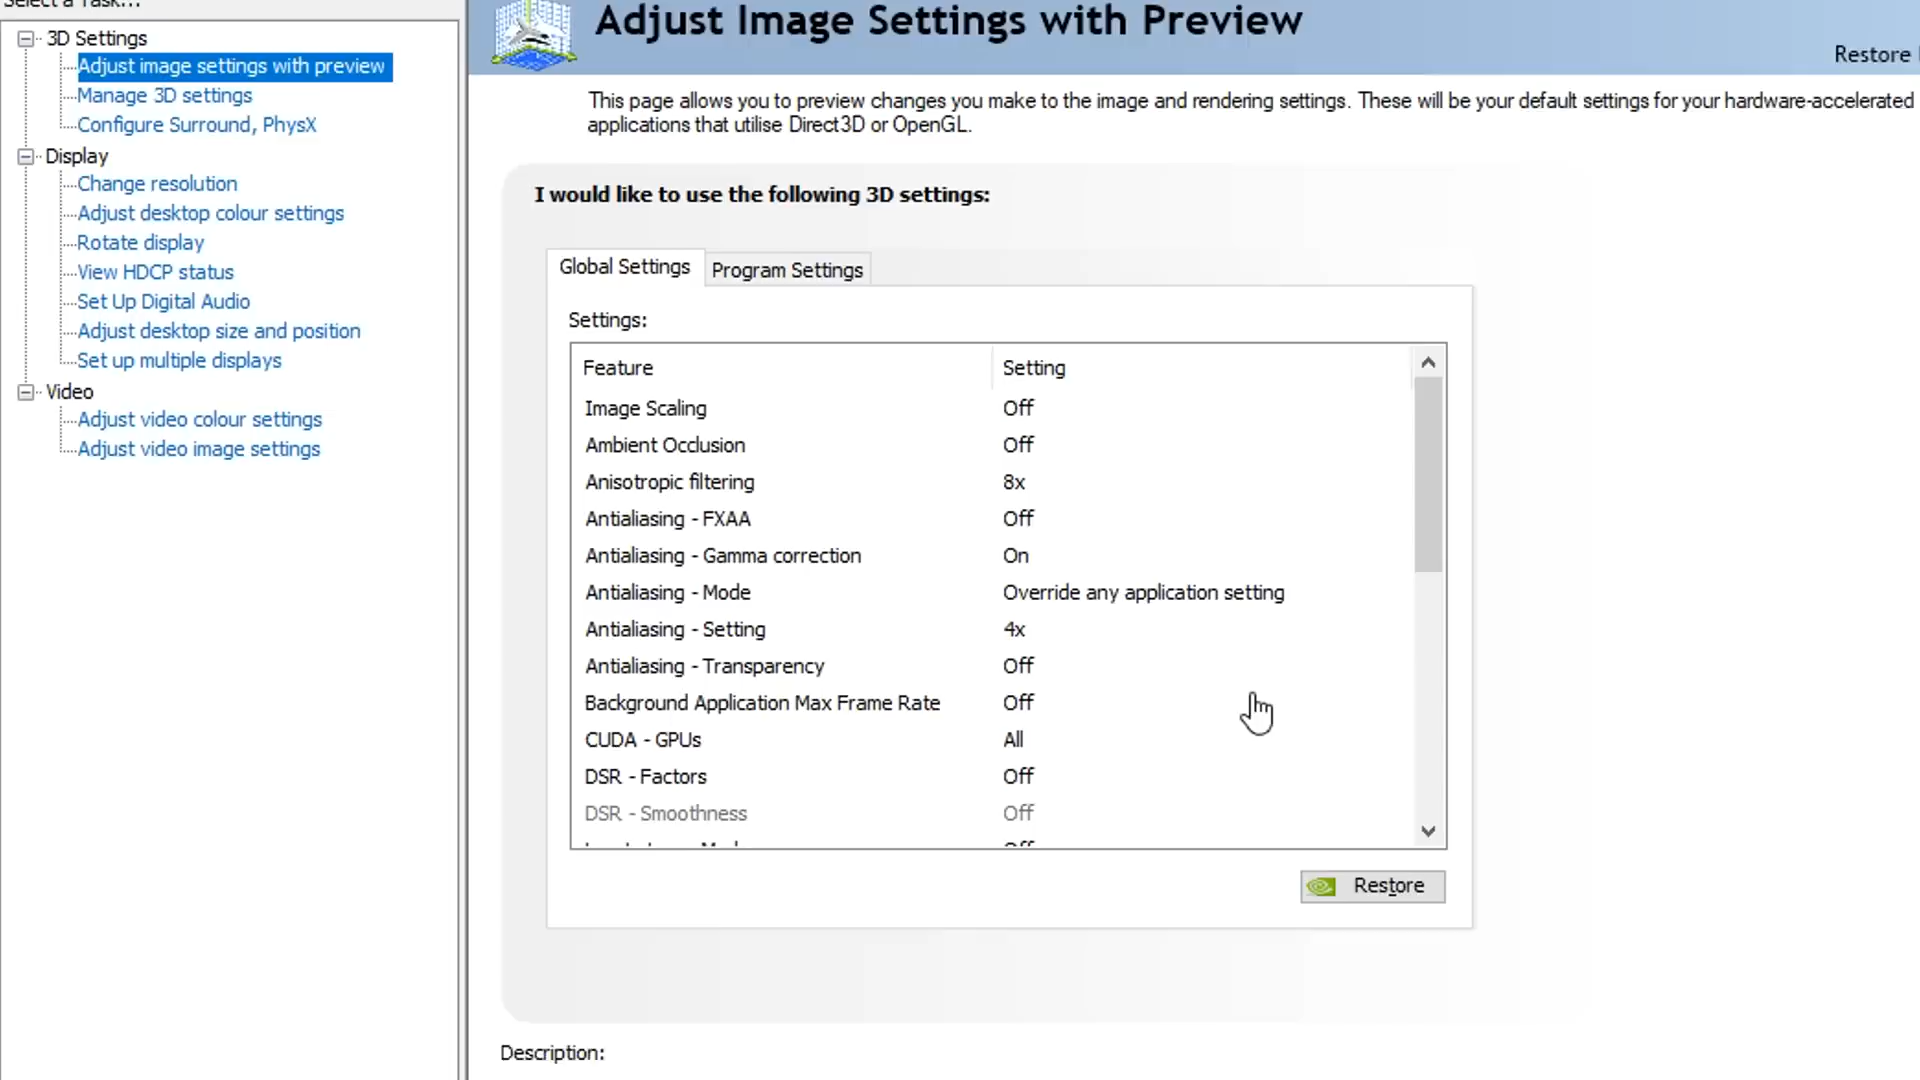 Select a Task...
3D Settings
Adjust image settings with preview
Manage 3D settings
Configure Surround, PhysX
Display
Change resolution
Adjust desktop colour settings
Rotate display
View HDCP status
Set Up Digital Audio
Adjust desktop size and position
Set up multiple displays
Video
Adjust video colour settings
Adjust video image settings
Adjust Image Settings with Preview
Restore
This page allows you to preview changes you make to the image and rendering settings. These will be your default settings for your hardware-accelerated
applications that utilise Direct3D or OpenGL.
I would like to use the following 3D settings:
Global Settings
Program Settings
Settings:
Feature Setting
Image Scaling Off
Ambient Occlusion Off
Anisotropic filtering 8x
Antialiasing - FXAA Off
Antialiasing - Gamma correction On
Antialiasing - Mode Override any application setting
Antialiasing - Setting 4x
Antialiasing - Transparency Off
Background Application Max Frame Rate Off
CUDA - GPUs All
DSR - Factors Off
DSR - Smoothness Off
Restore
Description: